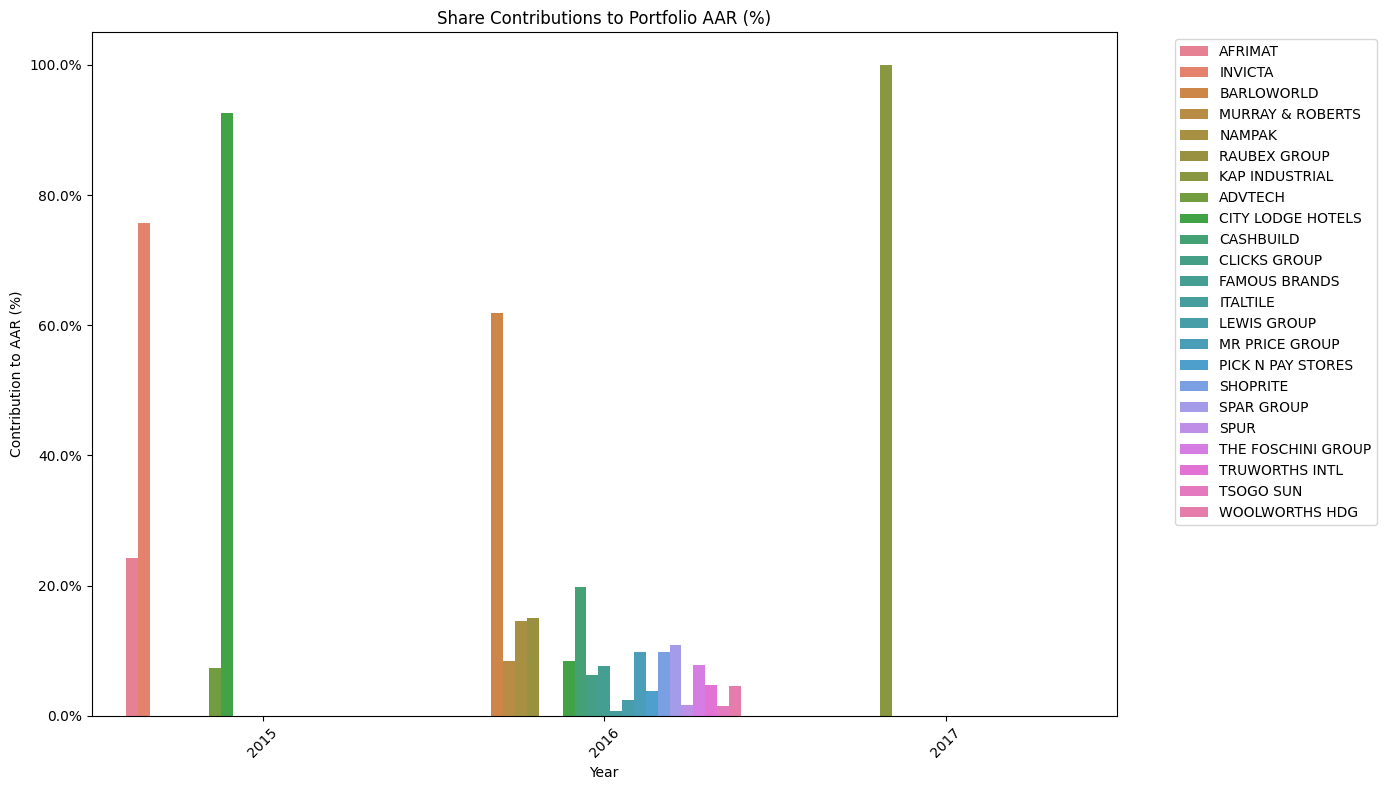 Share Contributions to Portfolio AAR (%)
Contribution to AAR (%)
100.0%
80.0%
60.0%
40.0%
20.0%
0.0%
2015
2016
2017
Year
AFRIMAT
INVICTA
BARLOWORLD
MURRAY & ROBERTS
NAMPAK
RAUBEX GROUP
KAP INDUSTRIAL
ADVTECH
CITY LODGE HOTELS
CASHBUILD
CLICKS GROUP
FAMOUS BRANDS
ITALTILE
LEWIS GROUP
MR PRICE GROUP
PICK N PAY STORES
SHOPRITE
SPAR GROUP
SPUR
THE FOSCHINI GROUP
TRUWORTHS INTL
TSOGO SUN
WOOLWORTHS HDG